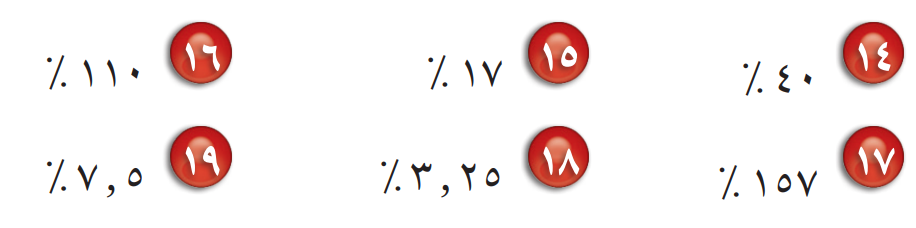 ١٤ ٤٠ ٪ ١٥ ١٧ ٪ ١٦ ١١٠ ٪
١٧ ١٥٧ ٪ ١٨ ٣,٢٥ ٪ ١٩ ٧,٥ ٪